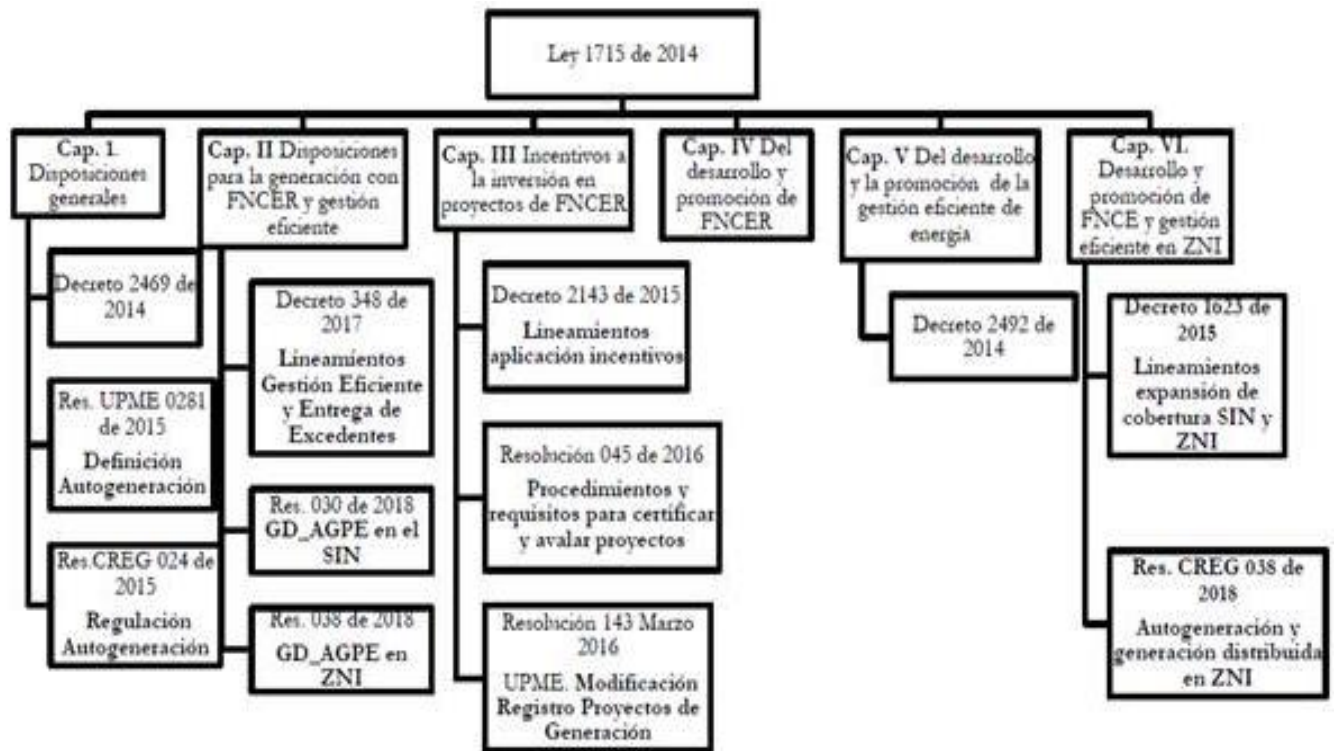 Ley 1715 de 2014
Cap. I.
Disposiciones
generales
Decreto 2469 de
2014
Res. UPME 0281
de 2015
Definición
Autogeneración
Res.CREG 024 de
2015
Regulación
Autogeneración
Cap. II Disposiciones
para la generación con
FNCER y gestión
eficiente
Decreto 348 de
2017
Lineamientos
Gestión Eficiente
y Entrega de
Excedentes
Res. 030 de 2018
GD_AGPE en el
SIN
Res. 038 de 2018
GD_AGPE en
ZNI
Cap. III Incentivos a
la inversión en
proyectos de FNCER
Decreto 2143 de 2015
Lineamientos
aplicación incentivos
Resolución 045 de 2016
Procedimientos y
requisitos para certificar
y avalar proyectos
Resolución 143 Marzo
2016
UPME. Modificación
Registro Proyectos de
Generación
Cap. IV Del
desarrollo y
promoción de
FNCER
Cap. V Del desarrollo
y la promoción de la
gestión eficiente de
energía
Decreto 2492 de
2014
Cap. VI.
Desarrollo y
promoción de
FNCE y gestión
eficiente en ZNI
Decreto 1623 de
2015
Lineamientos
expansión de
cobertura SIN y
ZNI
Res. CREG 038 de
2018
Autogeneración y
generación distribuida
en ZNI